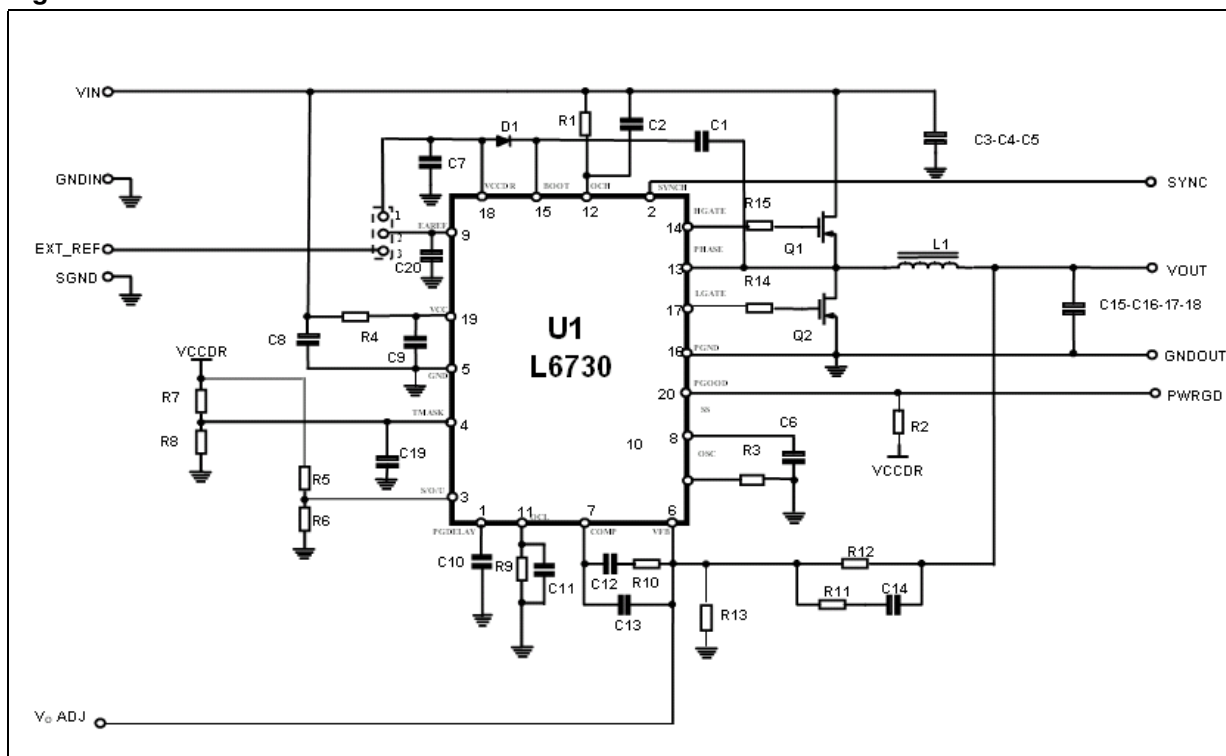 VIN
R1
C2
D1
C1
C3-C4-C5
C7
GNDIN
VCCDR
BOOT
OCH
SYNCH
SYNC
18
15
12
2
1
EAREF
HGATE
R15
2
9
14
Q1
EXT_REF
3
C20
PHASE
L1
13
VOUT
SGND
R14
LGATE
VCC
17
C15-C16-17-18
19
U1
L6730
Q2
C8
R4
C9
VCCDR
PGND
16
GNDOUT
5
GND
PGOOD
R7
20
PWRGD
TMASK
SS
4
C6
R2
R8
10
8
C19
OSC
R3
VCCDR
R5
S/O/U
3
R6
1
11
OCL
7
6
PGDELAY
COMP
VFB
R12
C10
R9
C11
C12
R10
R11
C14
C13
R13
Vo ADJ